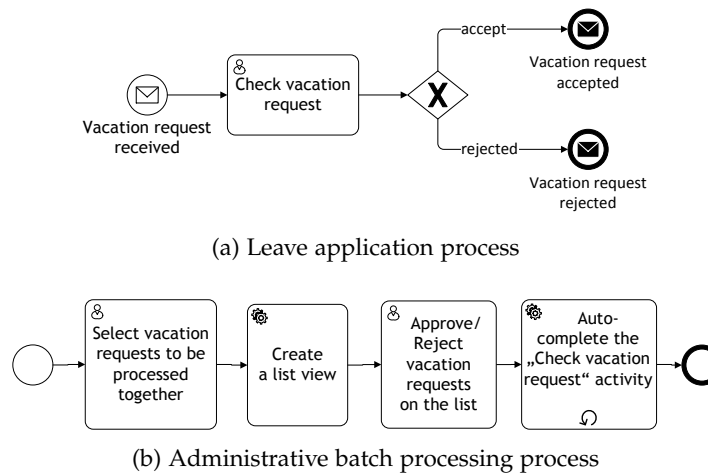 accept
Vacation request
accepted
Check vacation
request
X
Vacation request
received
rejected
Vacation request
rejected
(a) Leave application process
Select vacation
requests to be
processed
together
Create
a list view
Approve/
Reject
vacation
requests
on the list
Auto-
complete the
„Check vacation
request“ activity
(b) Administrative batch processing process